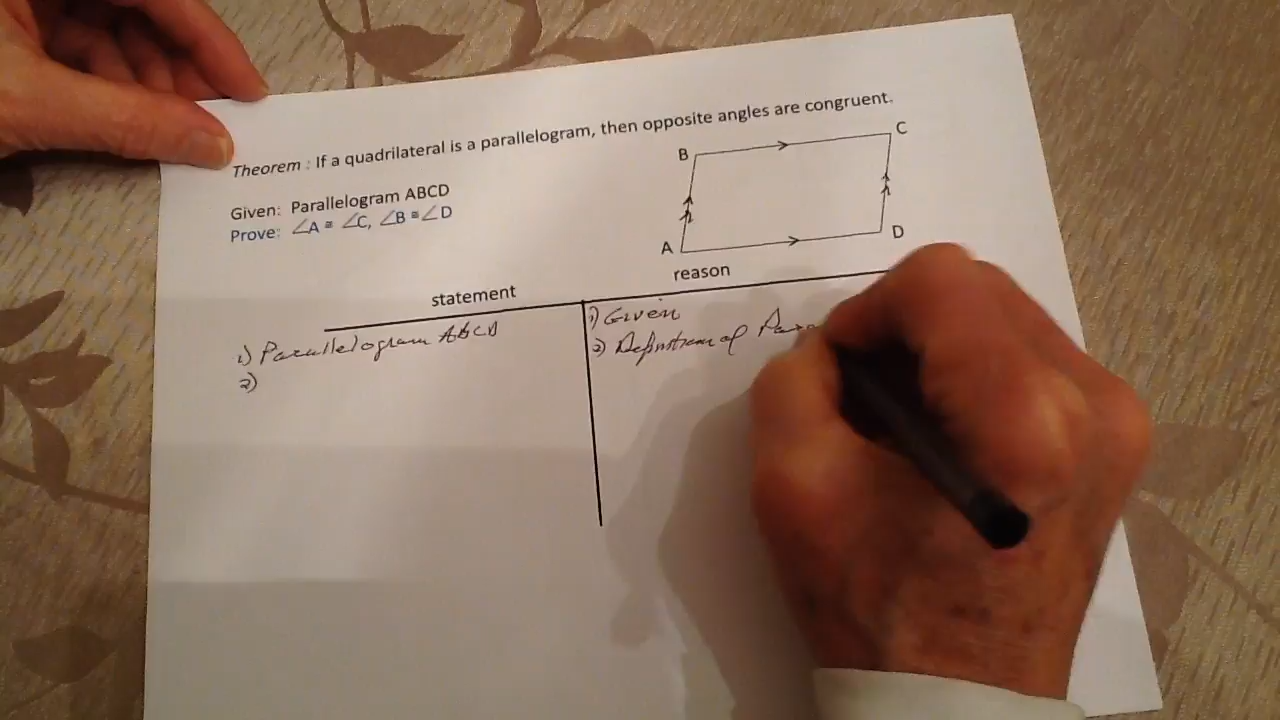 Theorem : If a quadrilateral is a parallelogram, then opposite angles are congruent.
Given: Parallelogram ABCD
Prove: ∠A ≅ ∠C, ∠B ≅ ∠D
B
C
A
D
statement
reason
1) Parallelogram ABCD
2)
1) Given
2) Definition of